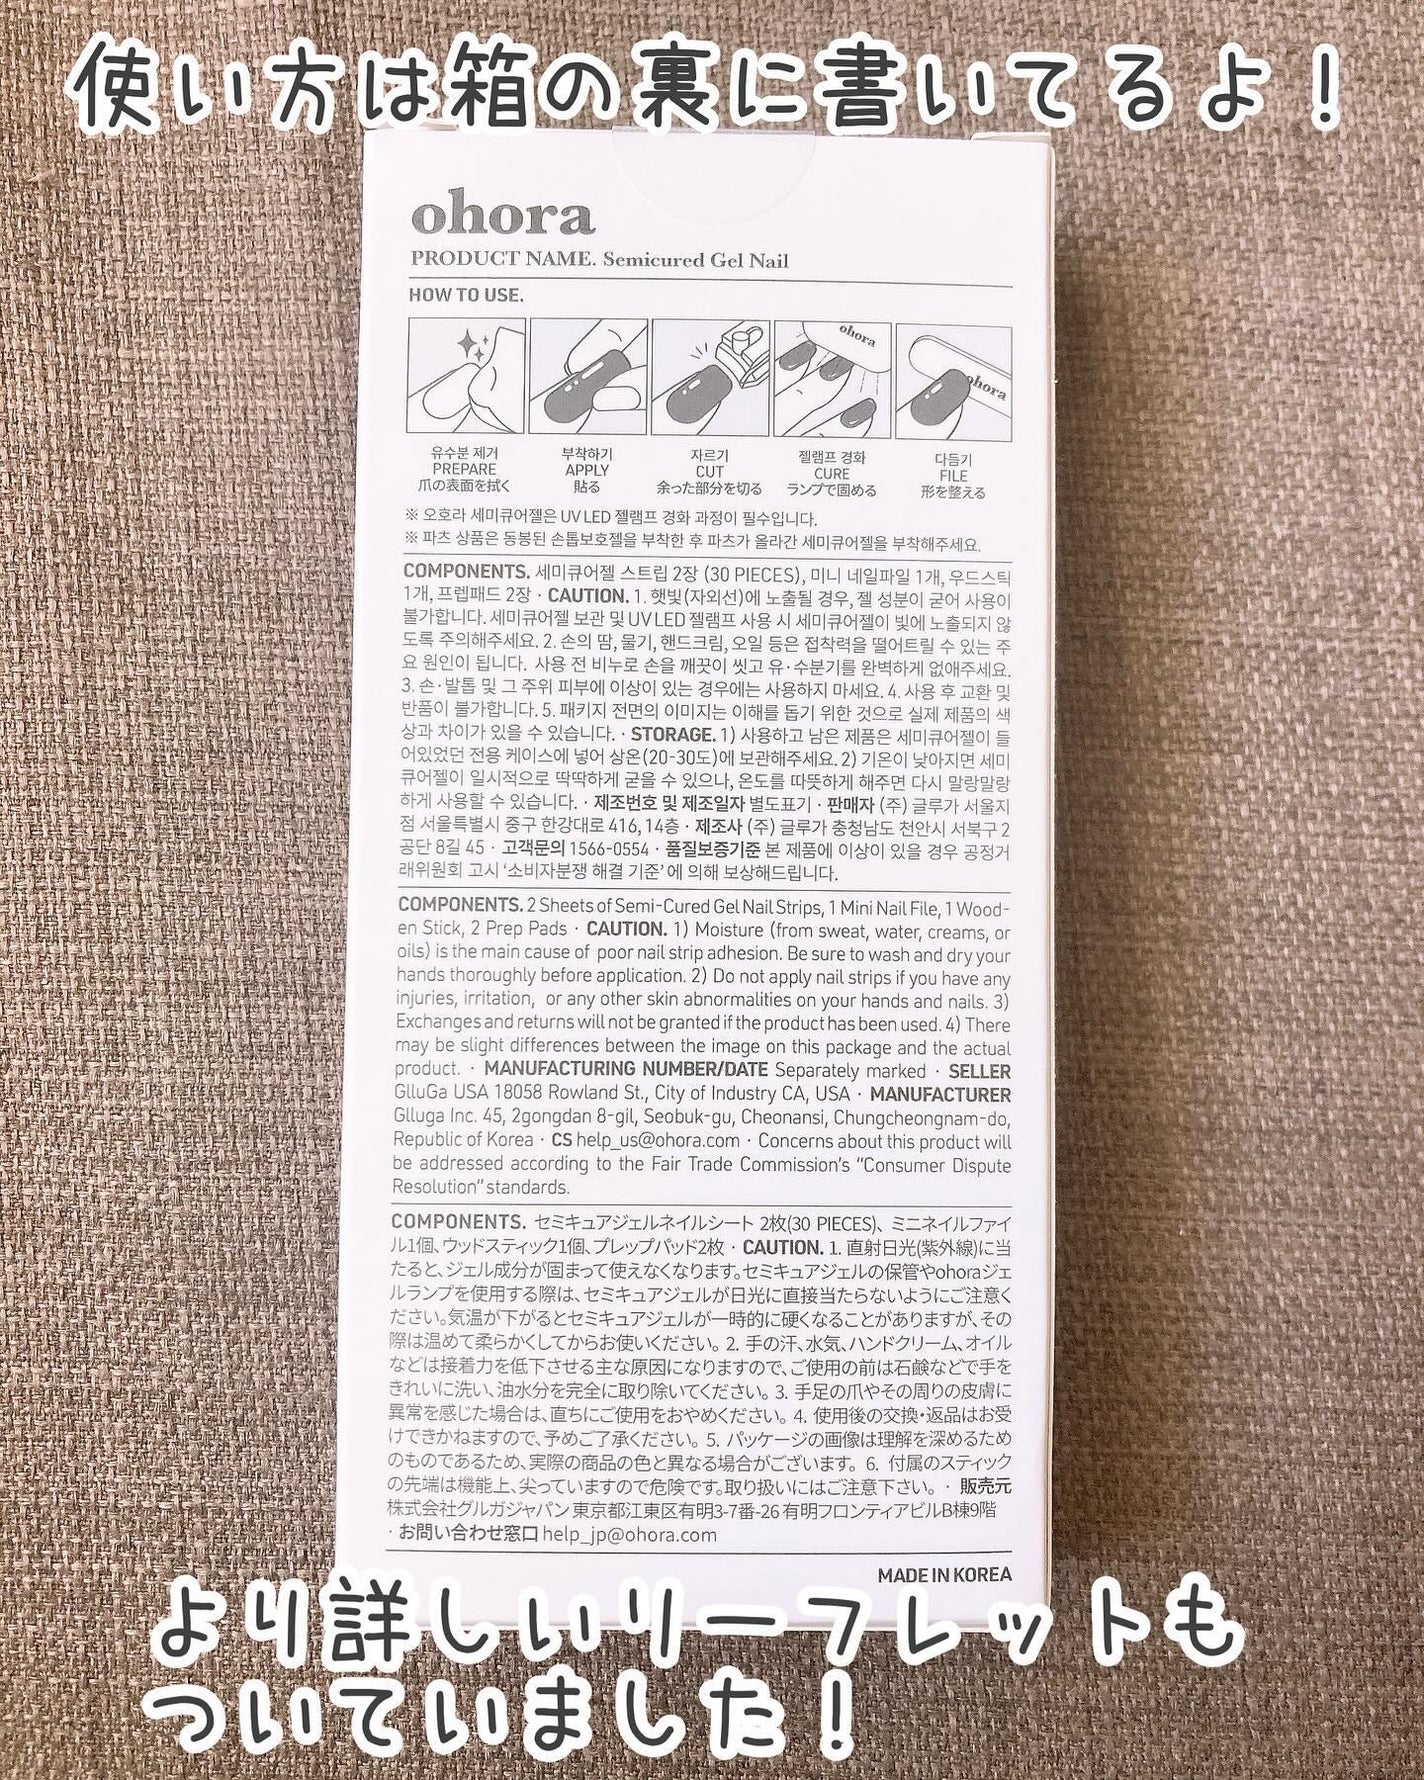 使い方は箱の裏に書いてるよ！
ohora
PRODUCT NAME. Semicured Gel Nail
HOW TO USE.
ohora
ohora
유수분 제거 부착하기 자르기 젤램프 경화 다듬기
PREPARE APPLY CUT CURE FILE
爪の表面を拭く 貼る 余った部分を切る ランプで固める 形を整える
※ 오호라 세미큐어젤은 UV LED 젤램프 경화 과정이 필수입니다.
※ 파츠 상품은 동봉된 손톱보호젤을 부착한 후 파츠가 올라간 세미큐어젤을 부착해주세요.
COMPONENTS. 세미큐어젤 스트립 2장 (30 PIECES), 미니 네일파일 1개, 우드스틱
1개, 프렙패드 2장 · CAUTION. 1. 햇빛(자외선)에 노출될 경우, 젤 성분이 굳어 사용이
불가합니다. 세미큐어젤 보관 및 UV LED 젤램프 사용 시 세미큐어젤이 빛에 노출되지 않
도록 주의해주세요. 2. 손의 땀, 물기, 핸드크림, 오일 등은 접착력을 떨어트릴 수 있는 주
요 원인이 됩니다. 사용 전 비누로 손을 깨끗이 씻고 유·수분기를 완벽하게 없애주세요.
3. 손·발톱 및 그 주위 피부에 이상이 있는 경우에는 사용하지 마세요. 4. 사용 후 교환 및
반품이 불가합니다. 5. 패키지 전면의 이미지는 이해를 돕기 위한 것으로 실제 제품의 색
상과 차이가 있을 수 있습니다. · STORAGE. 1) 사용하고 남은 제품은 세미큐어젤이 들
어있었던 전용 케이스에 넣어 상온(20-30도)에 보관해주세요. 2) 기온이 낮아지면 세미
큐어젤이 일시적으로 딱딱하게 굳을 수 있으나, 온도를 따뜻하게 해주면 다시 말랑말랑
하게 사용할 수 있습니다. · 제조번호 및 제조일자 별도표기 · 판매자 (주) 글루가 서울지
점 서울특별시 중구 한강대로 416, 14층 · 제조사 (주) 글루가 충청남도 천안시 서북구 2
공단 8길 45 · 고객문의 1566-0554 · 품질보증기준 본 제품에 이상이 있을 경우 공정거
래위원회 고시 ‘소비자분쟁 해결 기준’에 의해 보상해드립니다.
COMPONENTS. 2 Sheets of Semi-Cured Gel Nail Strips, 1 Mini Nail File, 1 Wood-
en Stick, 2 Prep Pads · CAUTION. 1) Moisture (from sweat, water, creams, or
oils) is the main cause of poor nail strip adhesion. Be sure to wash and dry your
hands thoroughly before application. 2) Do not apply nail strips if you have any
injuries, irritation, or any other skin abnormalities on your hands and nails. 3)
Exchanges and returns will not be granted if the product has been used. 4) There
may be slight differences between the image on this package and the actual
product. · MANUFACTURING NUMBER/DATE Separately marked · SELLER
GlluGa USA 18058 Rowland St., City of Industry CA, USA · MANUFACTURER
Glluga Inc. 45, 2gongdan 8-gil, Seobuk-gu, Cheonansi, Chungcheongnam-do,
Republic of Korea · CS help_us@ohora.com · Concerns about this product will
be addressed according to the Fair Trade Commission’s “Consumer Dispute
Resolution” standards.
COMPONENTS. セミキュアジェルネイルシート 2枚(30 PIECES)、ミニネイルファイ
ル1個、ウッドスティック1個、プレップパッド2枚 · CAUTION. 1. 直射日光(紫外線)に当
たると、ジェル成分が固まって使えなくなります。セミキュアジェルの保管やohoraジェ
ルランプを使用する際は、セミキュアジェルが日光に直接当たらないようにご注意く
ださい。気温が下がるとセミキュアジェルが一時的に硬くなることがありますが、その
際は温めて柔らかくしてからお使いください。2. 手の汗、水気、ハンドクリーム、オイル
などは接着力を低下させる主な原因になりますので、ご使用の前は石鹸などで手を
きれいに洗い、油水分を完全に取り除いてください。3. 手足の爪やその周りの皮膚に
異常を感じた場合は、直ちにご使用をおやめください。4. 使用後の交換・返品はお受
けできかねますので、予めご了承ください。5. パッケージの画像は理解を深めるため
のものであるため、実際の商品の色と異なる場合がございます。6. 付属のスティック
の先端は機能上、尖っていますので危険です。取り扱いにはご注意下さい。 · 販売元
株式会社グルガジャパン 東京都江東区有明3-7番-26 有明フロンティアビルB棟9階
· お問い合わせ窓口 help_jp@ohora.com
MADE IN KOREA
より詳しいリーフレットも
ついていました！